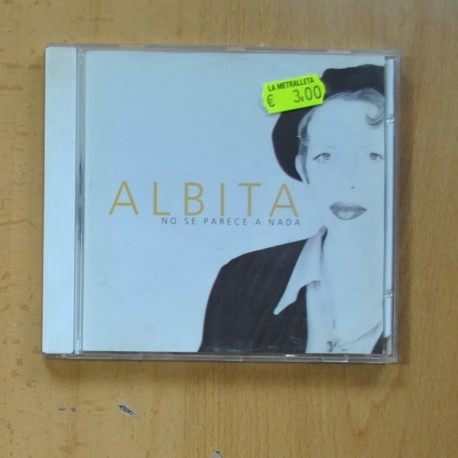 LA METRALLETA
€ 3.00
ALBITA
NO SE PARECE A NADA